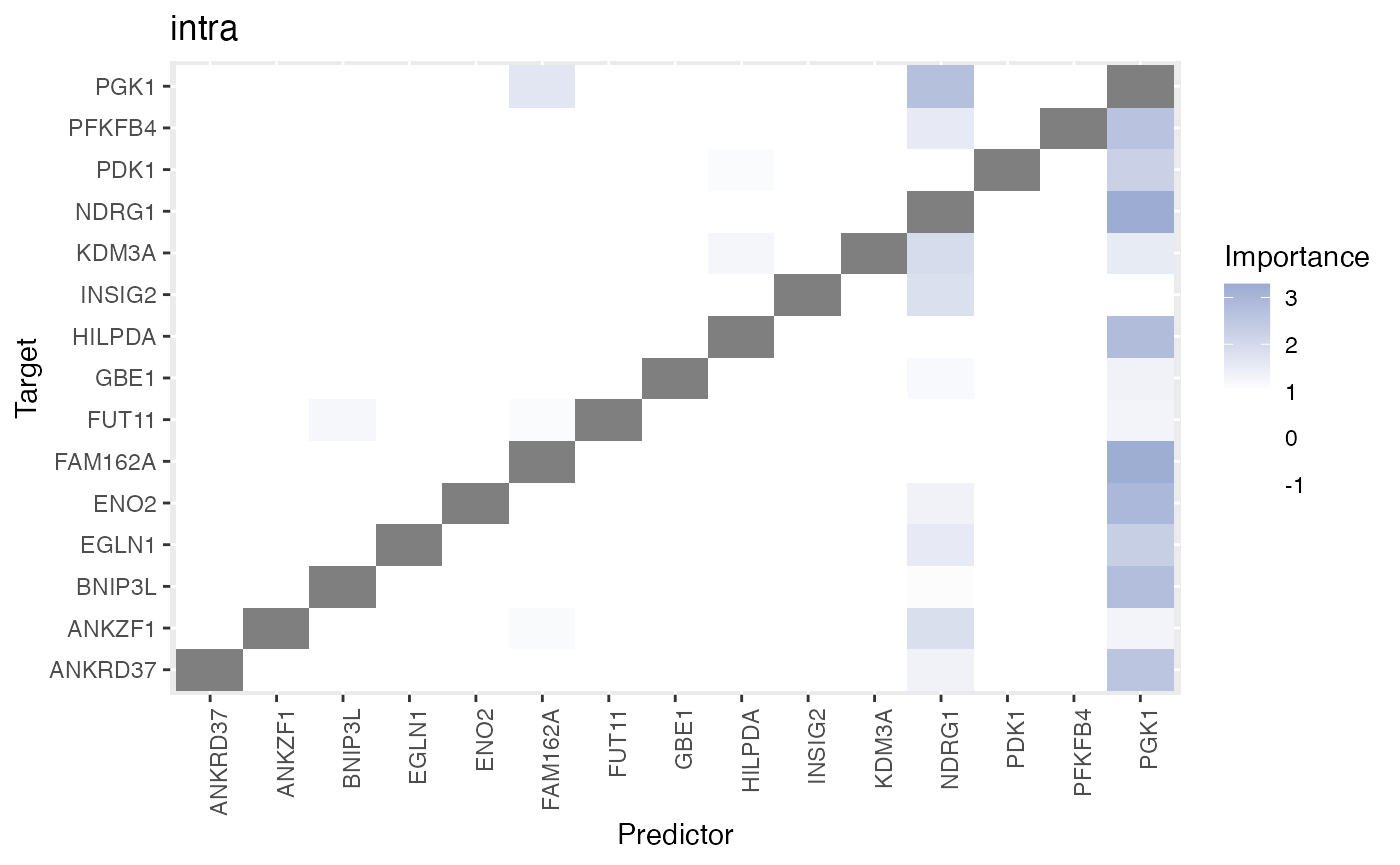 intra
PGK1
PFKFB4
PDK1
NDRG1
KDM3A
INSIG2
HILPDA
GBE1
FUT11
FAM162A
ENO2
EGLN1
BNIP3L
ANKZF1
ANKRD37
Target
ANKRD37
ANKZF1
BNIP3L
EGLN1
ENO2
FAM162A
FUT11
GBE1
HILPDA
INSIG2
KDM3A
NDRG1
PDK1
PFKFB4
PGK1
Predictor
Importance
3
2
1
0
-1